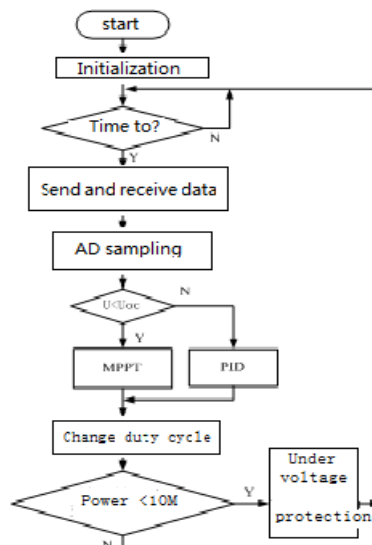 start
Initialization
Time to?
N
Y
Send and receive data
AD sampling
U<Uoc
N
Y
MPPT
PID
Change duty cycle
Power <10M
Y
Under
voltage
protection
N